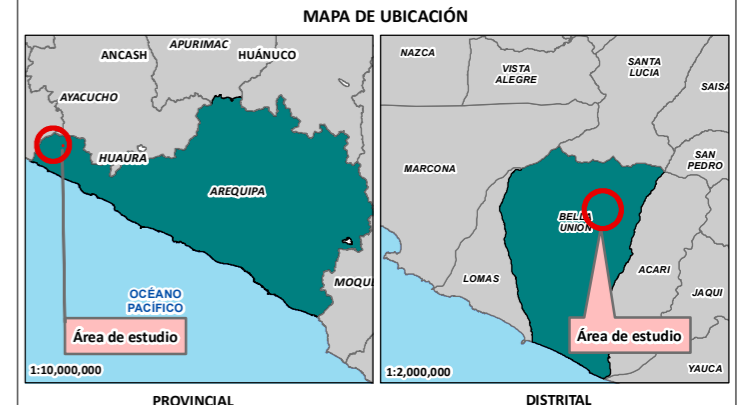 MAPA DE UBICACIÓN
ANCASH
APURIMAC
HUÁNUCO
AYACUCHO
HUAURA
AREQUIPA
MOQU
OCÉANO
PACÍFICO
Área de estudio
1:10,000,000
PROVINCIAL
NAZCA
VISTA
ALEGRE
SANTA
LUCIA
SAISA
SAN
PEDRO
MARCONA
BELLA
UNION
LOMAS
ACARI
JAQUI
Área de estudio
YAUCA
1:2,000,000
DISTRITAL